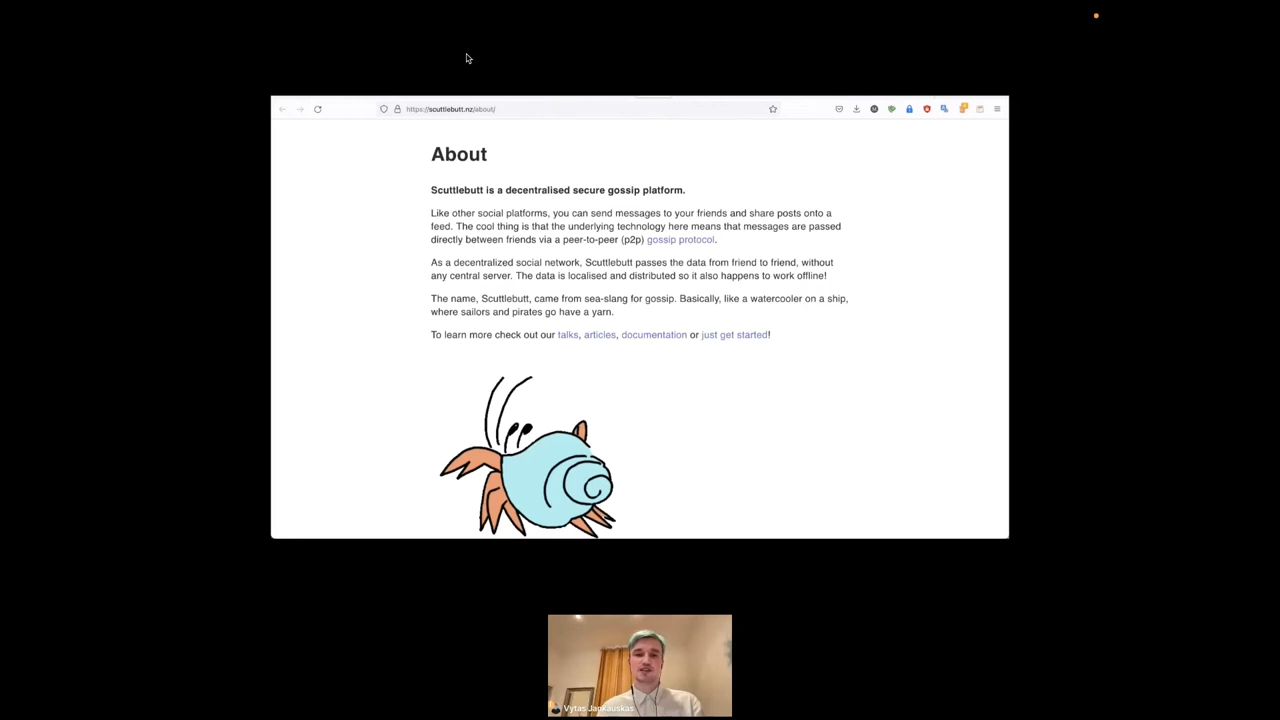 https://scuttlebutt.nz/about/
About
Scuttlebutt is a decentralised secure gossip platform.
Like other social platforms, you can send messages to your friends and share posts onto a
feed. The cool thing is that the underlying technology here means that messages are passed
directly between friends via a peer-to-peer (p2p) gossip protocol.
As a decentralized social network, Scuttlebutt passes the data from friend to friend, without
any central server. The data is localised and distributed so it also happens to work offline!
The name, Scuttlebutt, came from sea-slang for gossip. Basically, like a watercooler on a ship,
where sailors and pirates go have a yarn.
To learn more check out our talks, articles, documentation or just get started!
Vytas Jankauskas